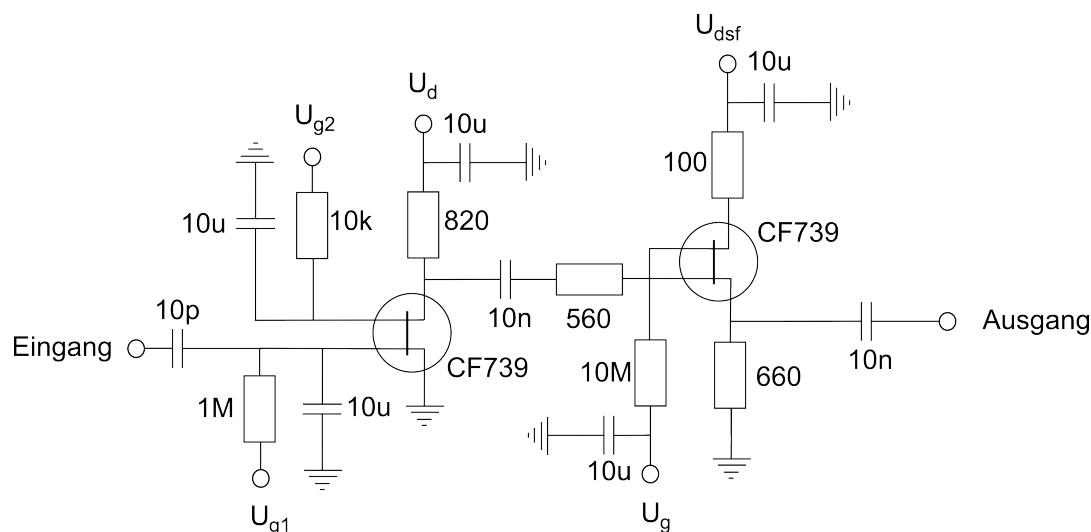 U_dsf
10u
U_d
100
U_g2
10u
CF739
10u
10k
820
10p
10n
560
Eingang
Ausgang
CF739
10n
1M
10u
10M
660
10u
U_g1
U_g